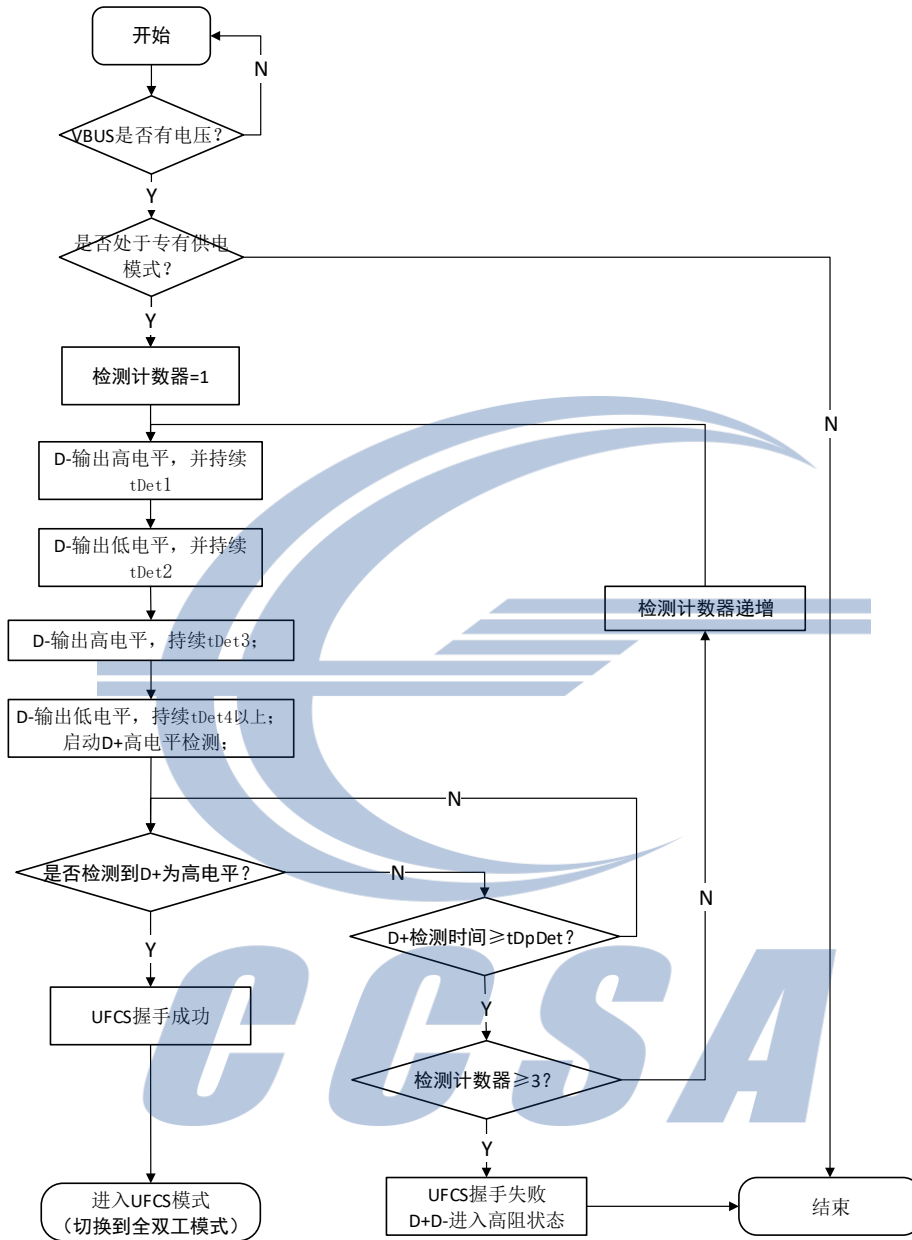 开始
N
VBUS是否有电压？
Y
是否处于专有供电
模式？
Y
检测计数器=1
N
D-输出高电平，并持续
tDet1
D-输出低电平，并持续
tDet2
检测计数器递增
D-输出高电平，持续tDet3；
D-输出低电平，持续tDet4以上；
启动D+高电平检测；
N
是否检测到D+为高电平？
N
N
D+检测时间≥tDpDet？
Y
Y
UFCS握手成功
检测计数器≥3？
Y
进入UFCS模式
（切换到全双工模式）
UFCS握手失败
D+D-进入高阻状态
结束
CCSA